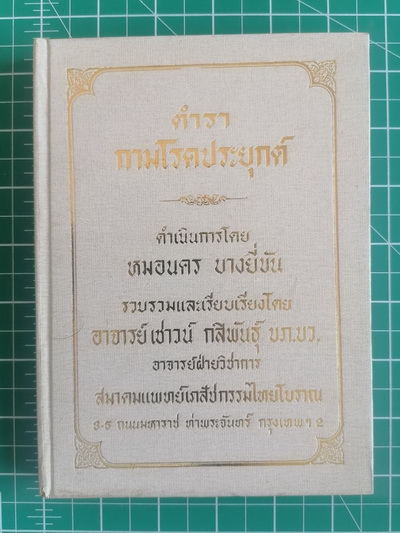 ตำรา
กามโรคประยุกต์
ดำเนินการโดย
หมอนคร บางยี่ขัน
รวบรวมและเรียบเรียงโดย
อาจารย์ เชาวน์ กสิพันธุ์ บภ.บว.
อาจารย์ฝ่ายวิชาการ
สมาคมแพทย์เภสัชกรรมไทยโบราณ
ถนนมหาราช ท่าพระจันทร์ กรุงเทพ ฯ ๒